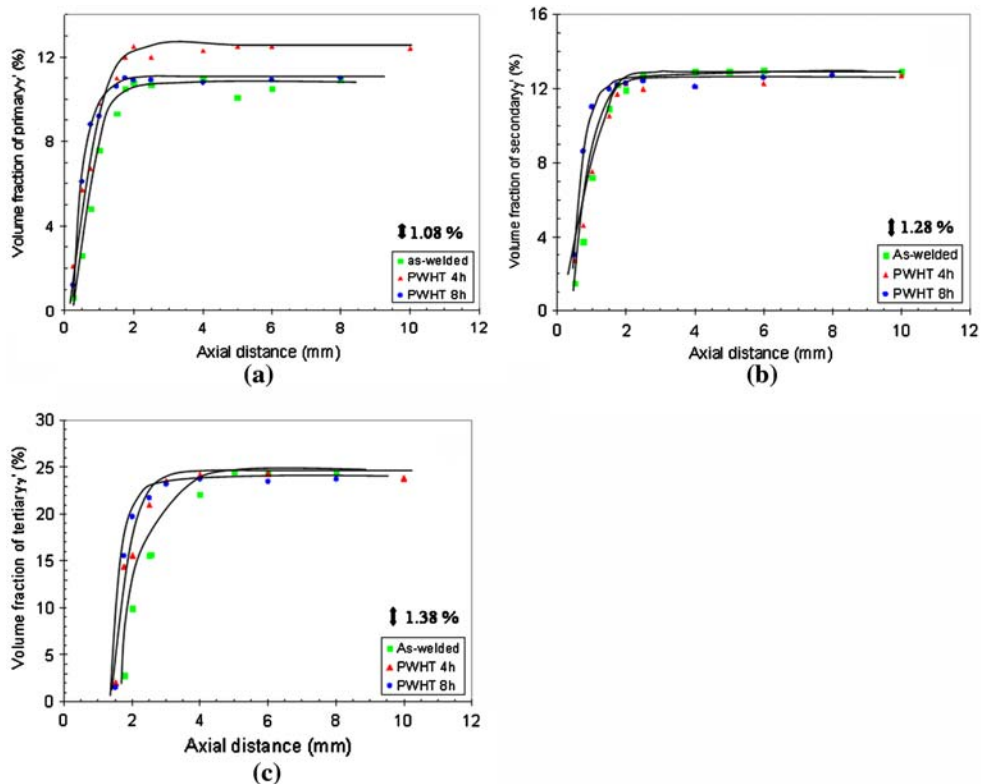 Volume fraction of primary γ' (%)
12
8
4
0
0 2 4 6 8 10 12
1.08 %
as-welded
PWHT 4h
PWHT 8h
Axial distance (mm)
(a)
Volume fraction of secondary γ' (%)
16
12
8
4
0
0 2 4 6 8 10 12
1.28 %
As-welded
PWHT 4h
PWHT 8h
Axial distance (mm)
(b)
Volume fraction of tertiary γ' (%)
30
25
20
15
10
5
0
0 2 4 6 8 10 12
1.38 %
As-welded
PWHT 4h
PWHT 8h
Axial distance (mm)
(c)